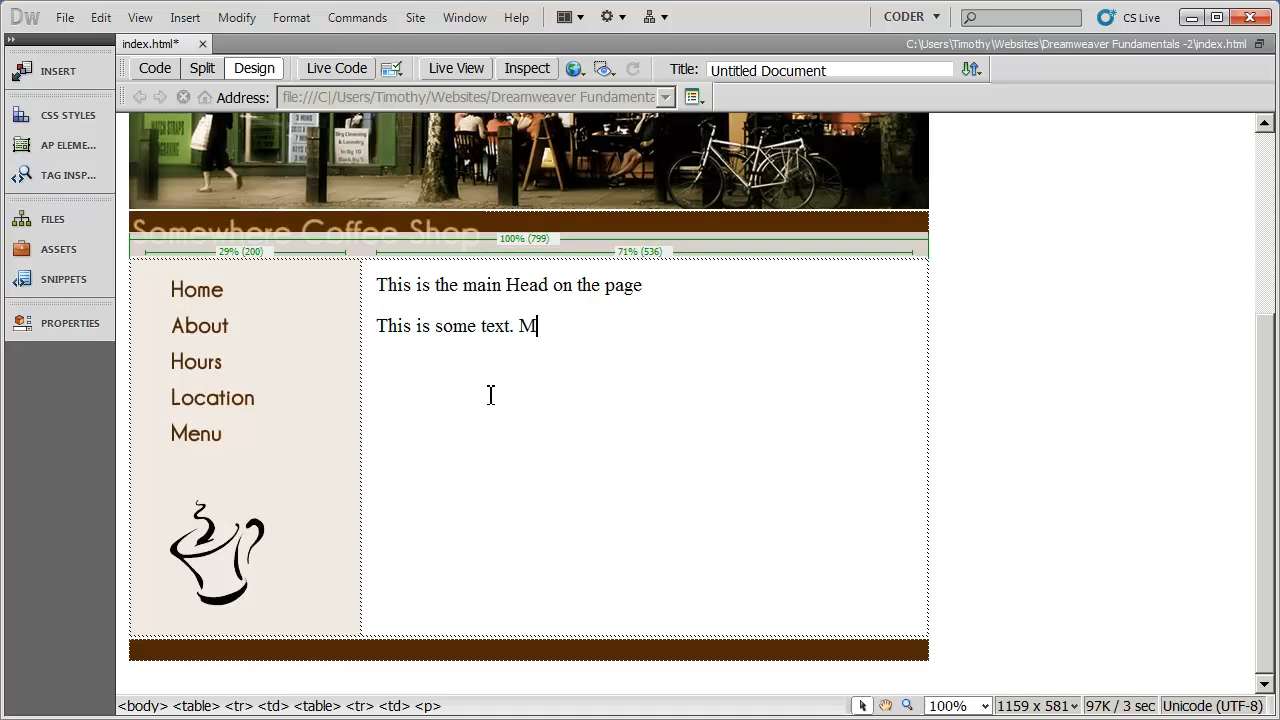 Dw File Edit View Insert Modify Format Commands Site Window Help CODER CS Live
index.html* C:\Users\Timothy\Websites\Dreamweaver Fundamentals -2\index.html
Code Split Design Live Code Live View Inspect Title: Untitled Document
Address: file:///C|/Users/Timothy/Websites/Dreamweaver Fundamenta
INSERT
CSS STYLES
AP ELEME...
TAG INSP...
FILES
ASSETS
SNIPPETS
PROPERTIES
Dry Cleaning
Somewhere Coffee Shop
100% (799)
29% (200) 71% (536)
Home
About
Hours
Location
Menu
This is the main Head on the page
This is some text. M
<body> <table> <tr> <td> <table> <tr> <td> <p> 100% 1159 x 581 97K / 3 sec Unicode (UTF-8)